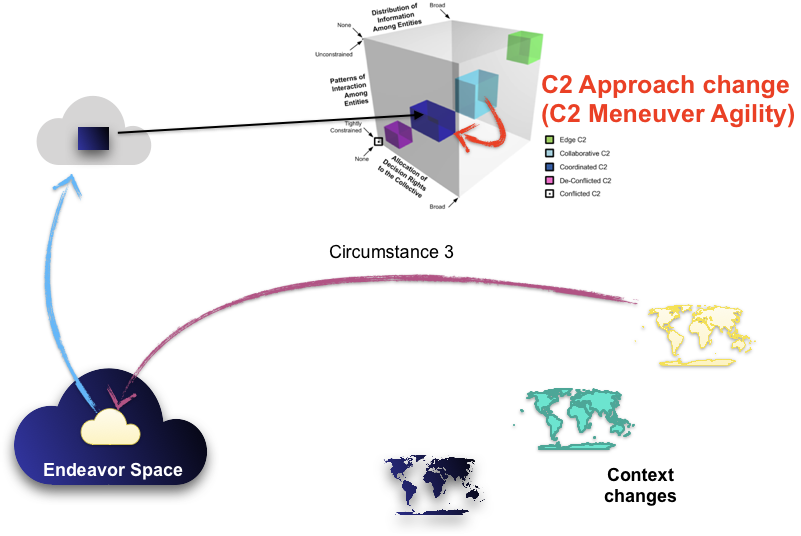 Distribution of
Information
Among Entities
Broad
None
Unconstrained
Patterns of
Interaction
Among
Entities
Tightly
Constrained
None
Allocation of
Decision Rights
to the Collective
Broad
C2 Approach change
(C2 Meneuver Agility)
Edge C2
Collaborative C2
Coordinated C2
De-Conflicted C2
Conflicted C2
Circumstance 3
Endeavor Space
Context
changes